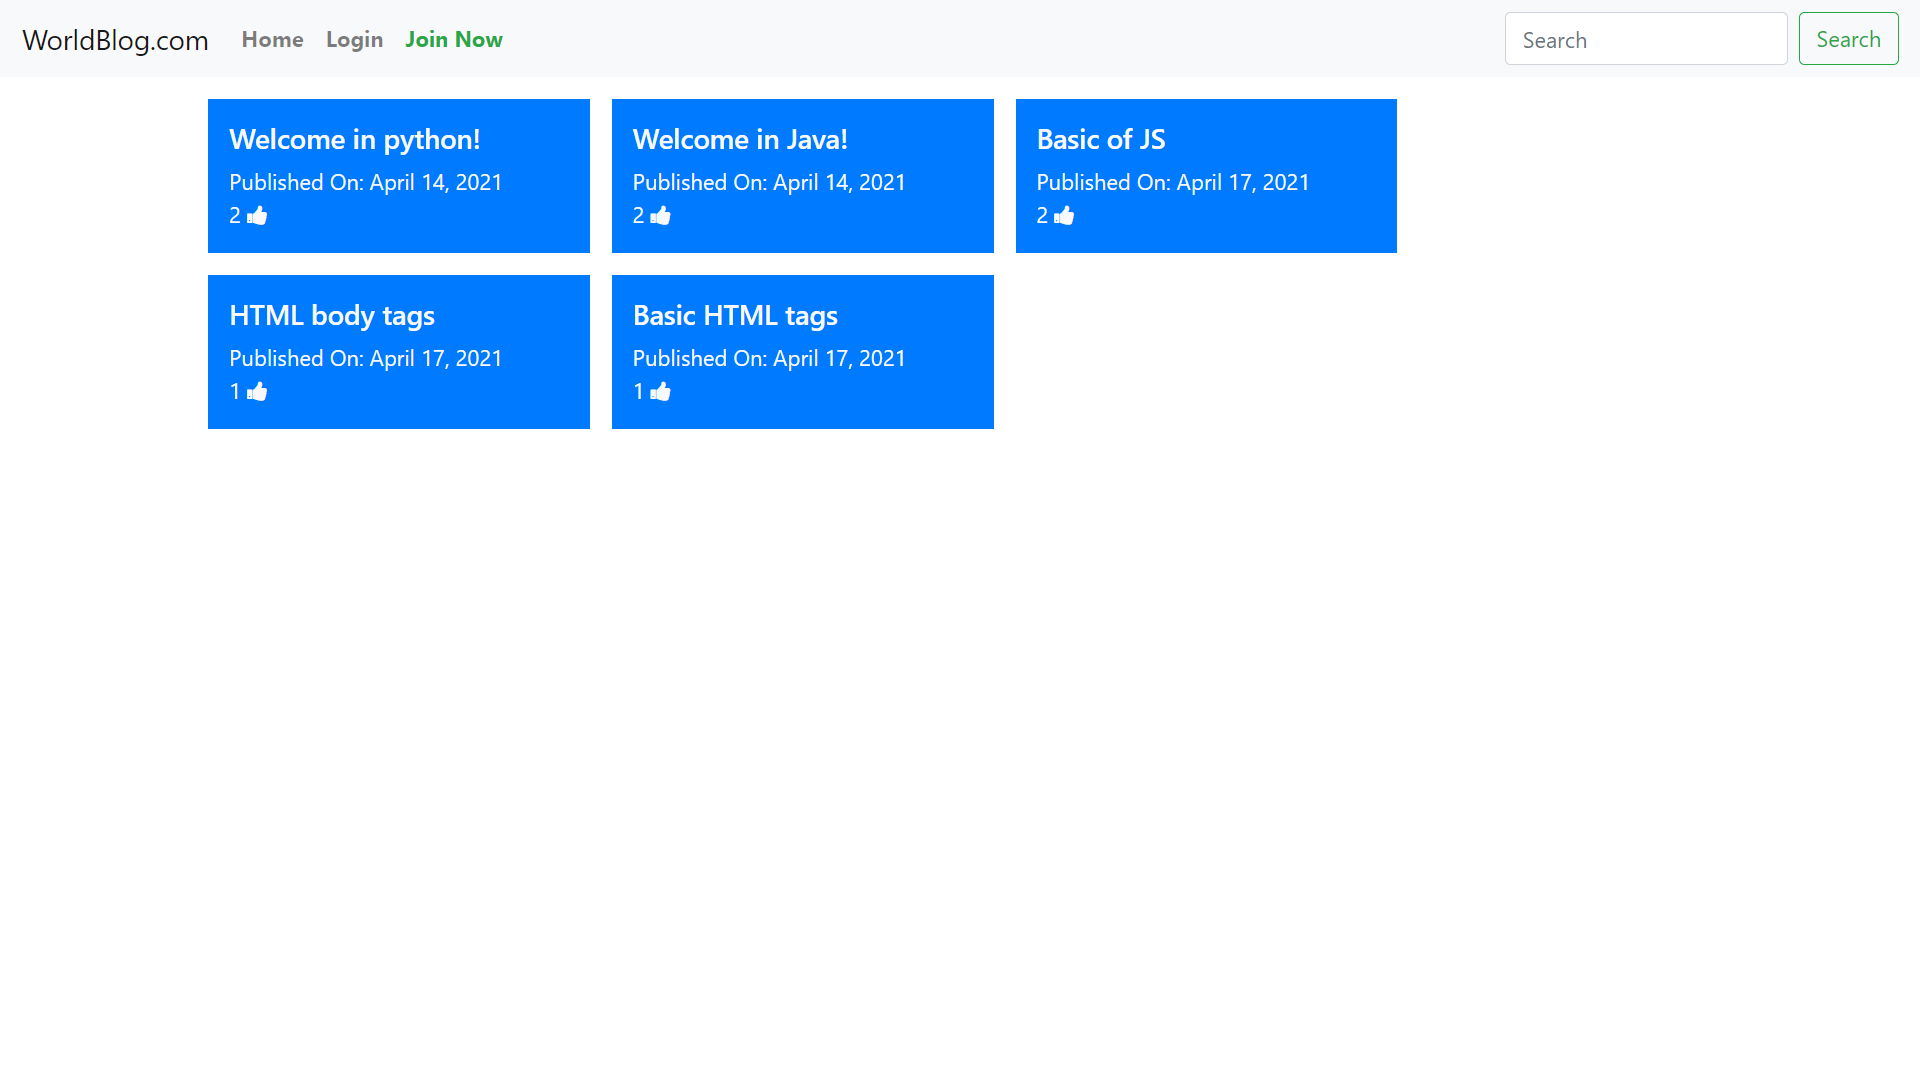 WorldBlog.com Home Login Join Now Search Search
Welcome in python!
Published On: April 14, 2021
2
Welcome in Java!
Published On: April 14, 2021
2
Basic of JS
Published On: April 17, 2021
2
HTML body tags
Published On: April 17, 2021
1
Basic HTML tags
Published On: April 17, 2021
1